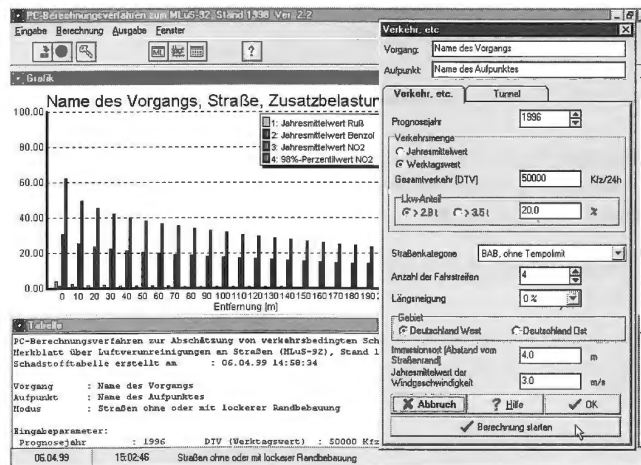 PC-Berechnungsverfahren zum MLuS-92, Stand 1998 Ver. 2.2
Eingabe Berechnung Ausgabe Fenster
Grafik
Name des Vorgangs, Straße, Zusatzbelastur
100.00
80.00
60.00
40.00
20.00
0.00
1: Jahresmittelwert Ruß
2: Jahresmittelwert Benzol
3: Jahresmittelwert NO2
4: 98%-Perzentilwert NO2
0 10 20 30 40 50 60 70 80 90 100 110 120 130 140 150 160 170 180 190
Entfernung [m]
Tabelle
PC-Berechnungsverfahren zur Abschätzung von verkehrsbedingten Sch
Merkblatt über Luftverunreinigungen an Straßen (MLuS-92), Stand 1
Schadstofftabelle erstellt am : 06.04.99 14:58:34
Vorgang : Name des Vorgangs
Aufpunkt : Name des Aufpunktes
Modus : Straßen ohne oder mit lockerer Randbebauung
Eingabeparameter:
Prognosejahr : 1996 DTV (Werktagswert) : 50000 Kfz
06.04.99 15:02:46 Straßen ohne oder mit lockerer Randbebauung
Verkehr, etc
Vorgang: Name des Vorgangs
Aufpunkt: Name des Aufpunktes
Verkehr, etc. Tunnel
Prognosejahr 1996
Verkehrsmenge
Jahresmittelwert
Werktagswert
Gesamtverkehr (DTV) 50000 Kfz/24h
Lkw-Anteil
> 2.8 t > 3.5 t 20.0 %
Straßenkategorie BAB, ohne Tempolimit
Anzahl der Fahrstreifen 4
Längsneigung 0 %
Gebiet
Deutschland West Deutschland Ost
Immissionsort (Abstand vom Straßenrand) 4.0 m
Jahresmittelwert der Windgeschwindigkeit 3.0 m/s
Abbruch ? Hilfe OK
Berechnung starten